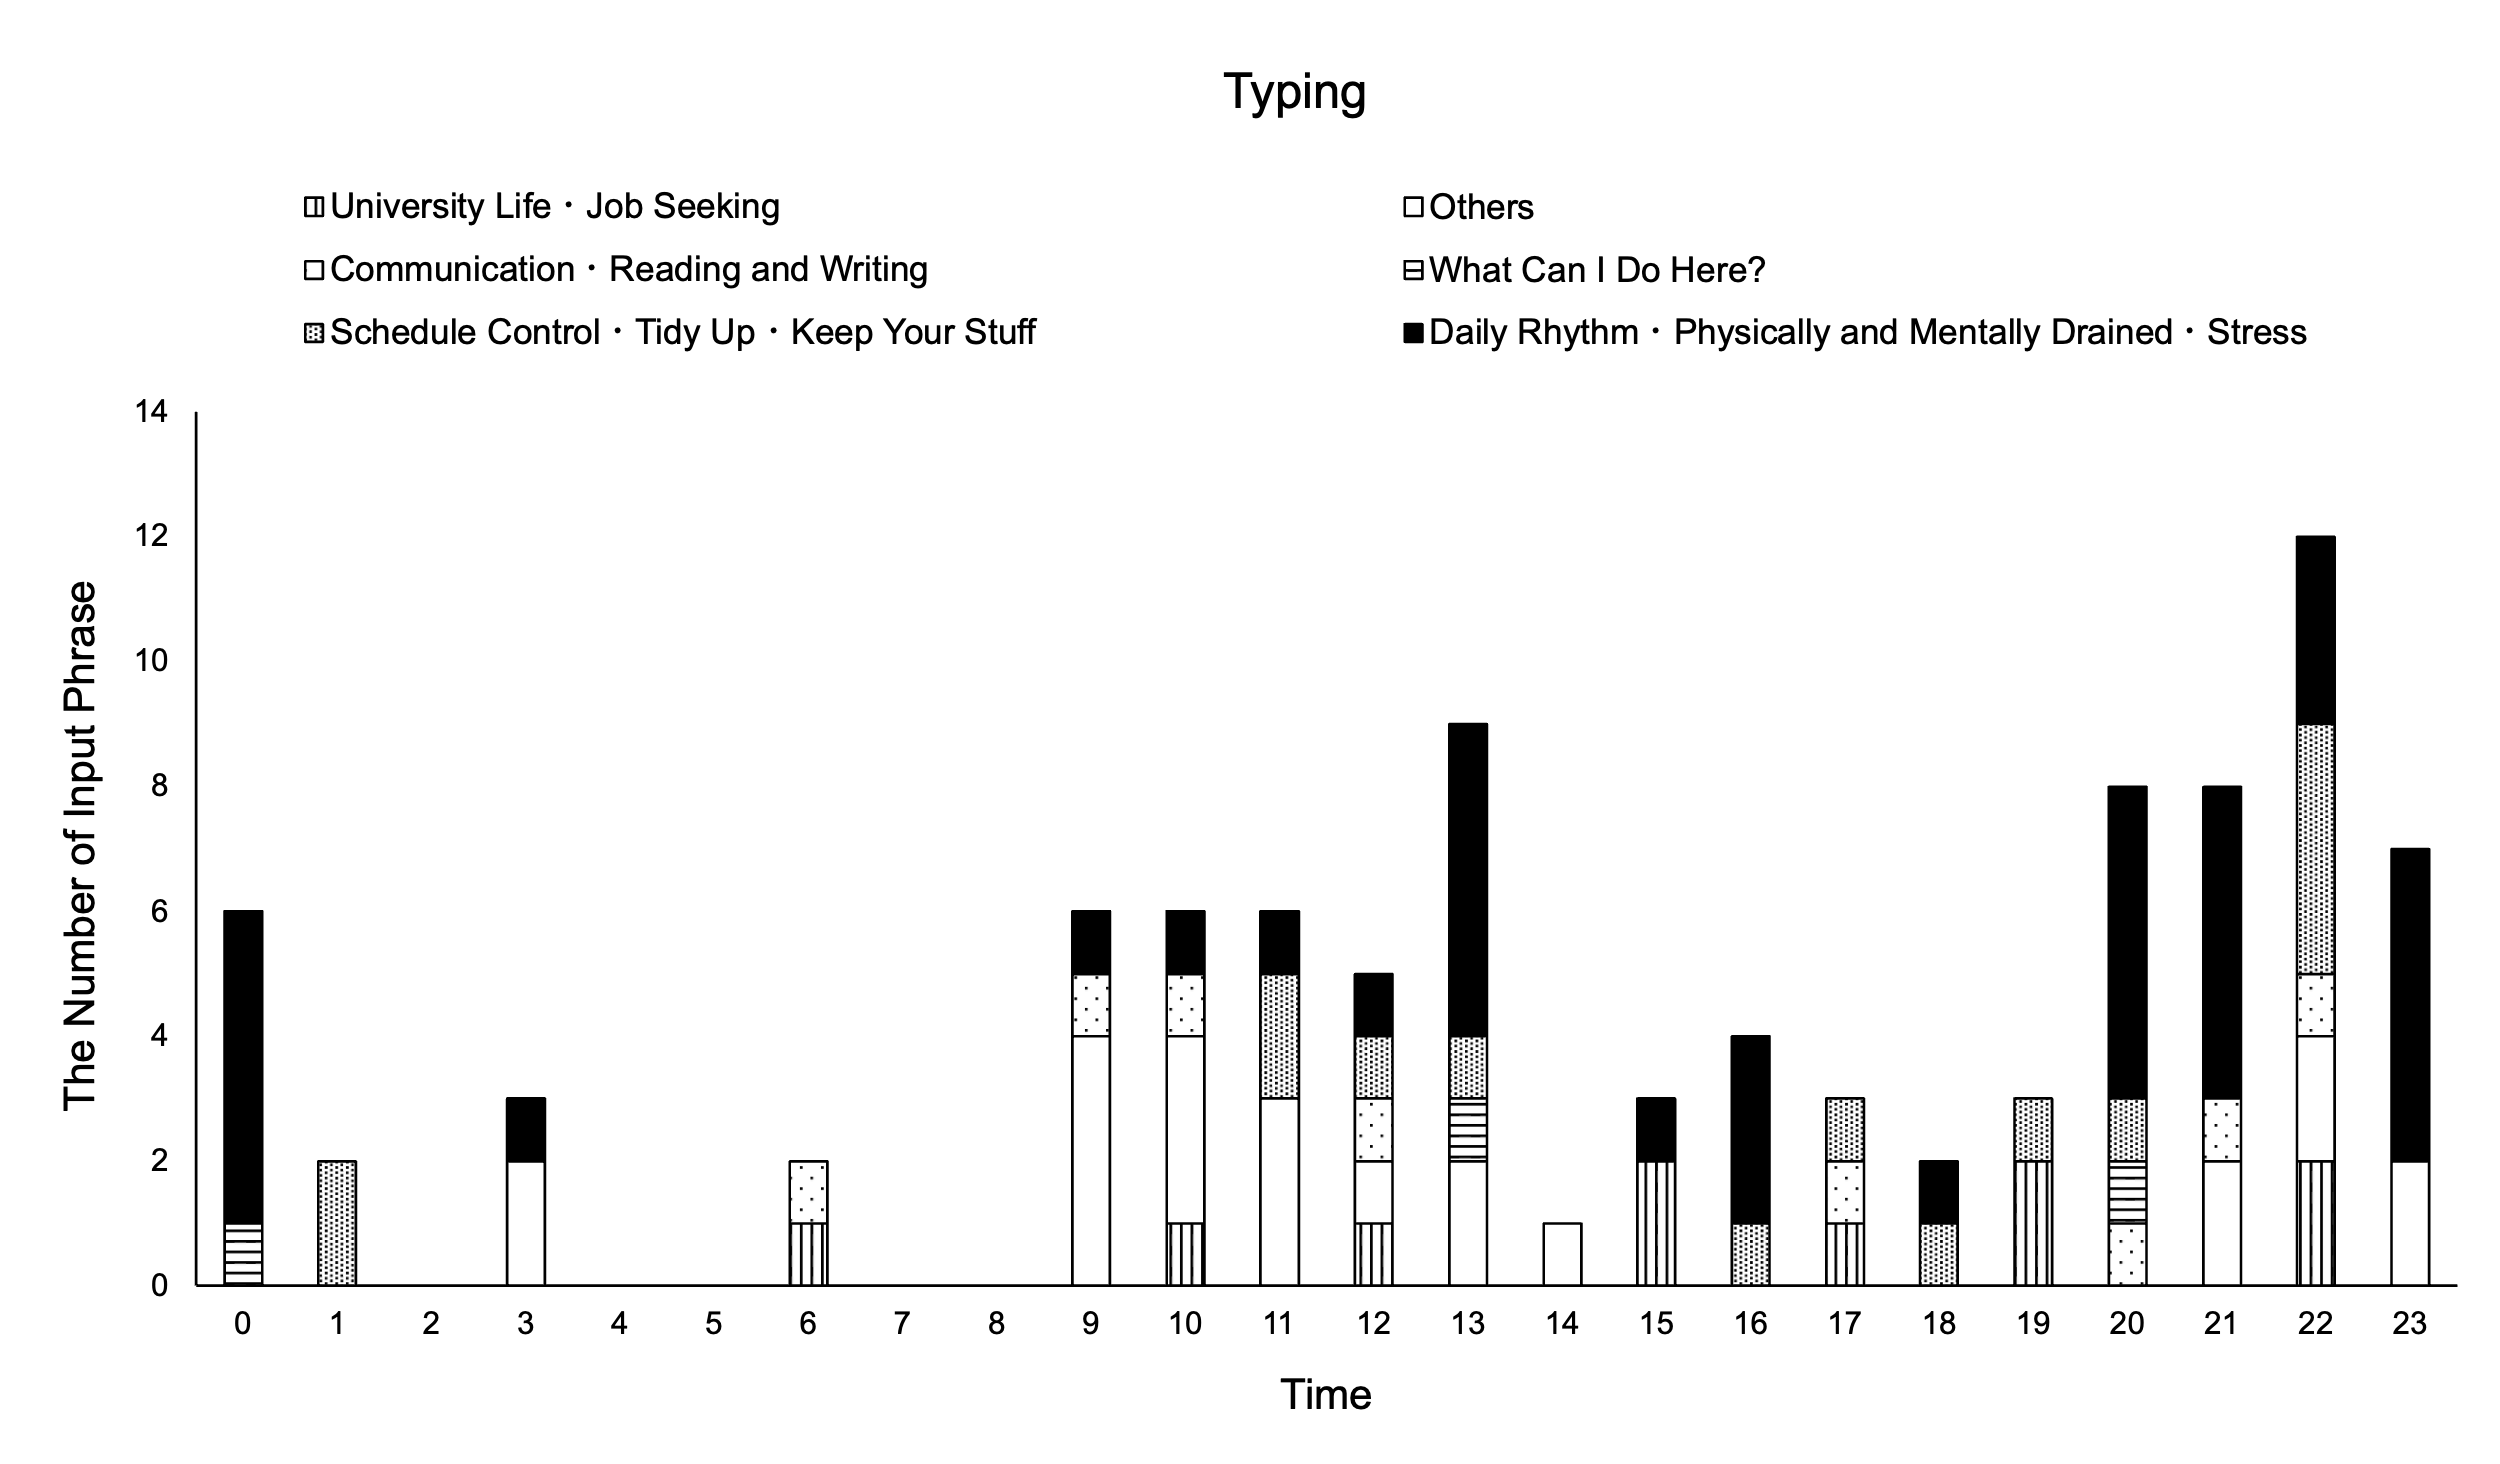 Typing
University Life・Job Seeking
Others
Communication・Reading and Writing
What Can I Do Here?
Schedule Control・Tidy Up・Keep Your Stuff
Daily Rhythm・Physically and Mentally Drained・Stress
The Number of Input Phrase
14
12
10
8
6
4
2
0
0 1 2 3 4 5 6 7 8 9 10 11 12 13 14 15 16 17 18 19 20 21 22 23
Time